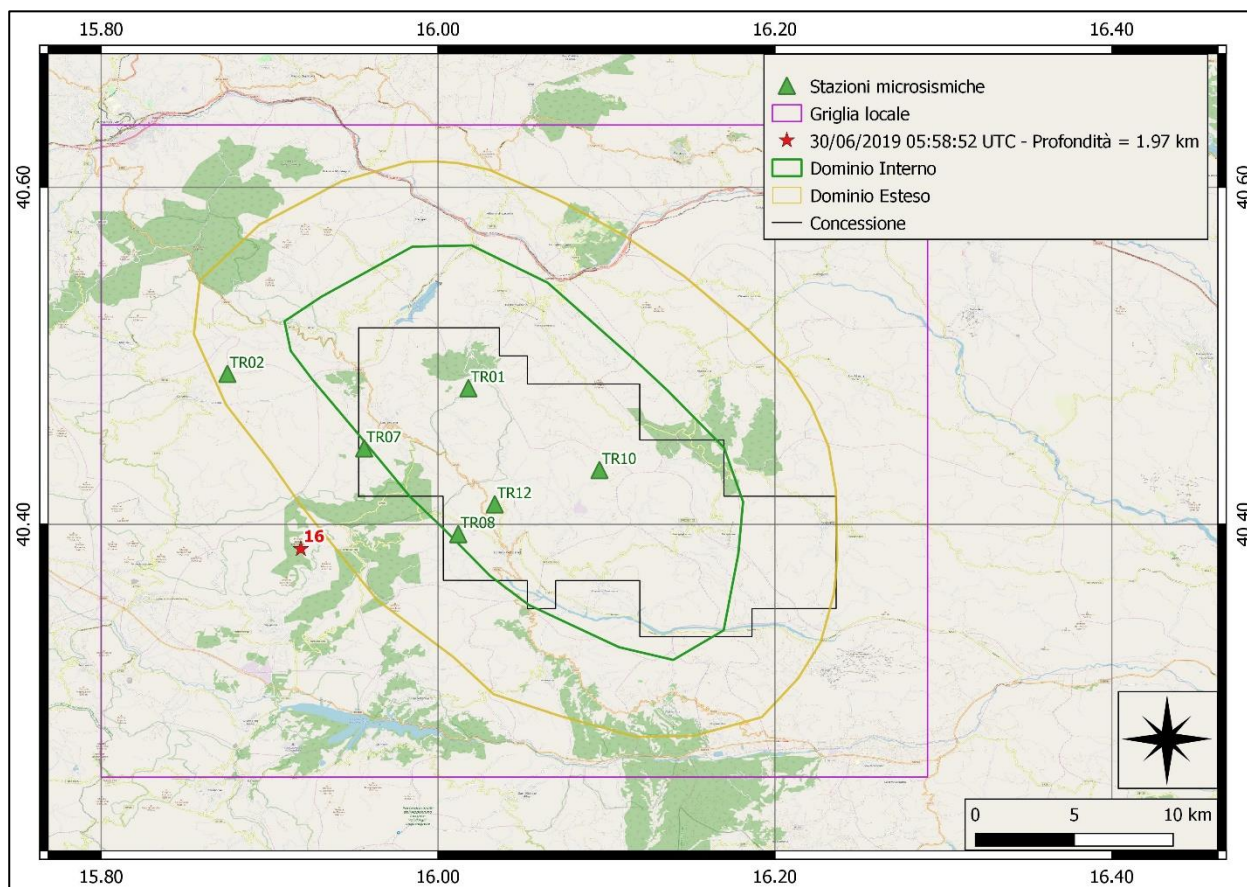 15.80 16.00 16.20 16.40
Stazioni microsismiche
Griglia locale
30/06/2019 05:58:52 UTC - Profondità = 1.97 km
Dominio Interno
Dominio Esteso
Concessione
40.60 40.60
TR02
TR01
TR07
TR10
TR12
TR08
40.40 40.40
16
0 5 10 km
15.80 16.00 16.20 16.40